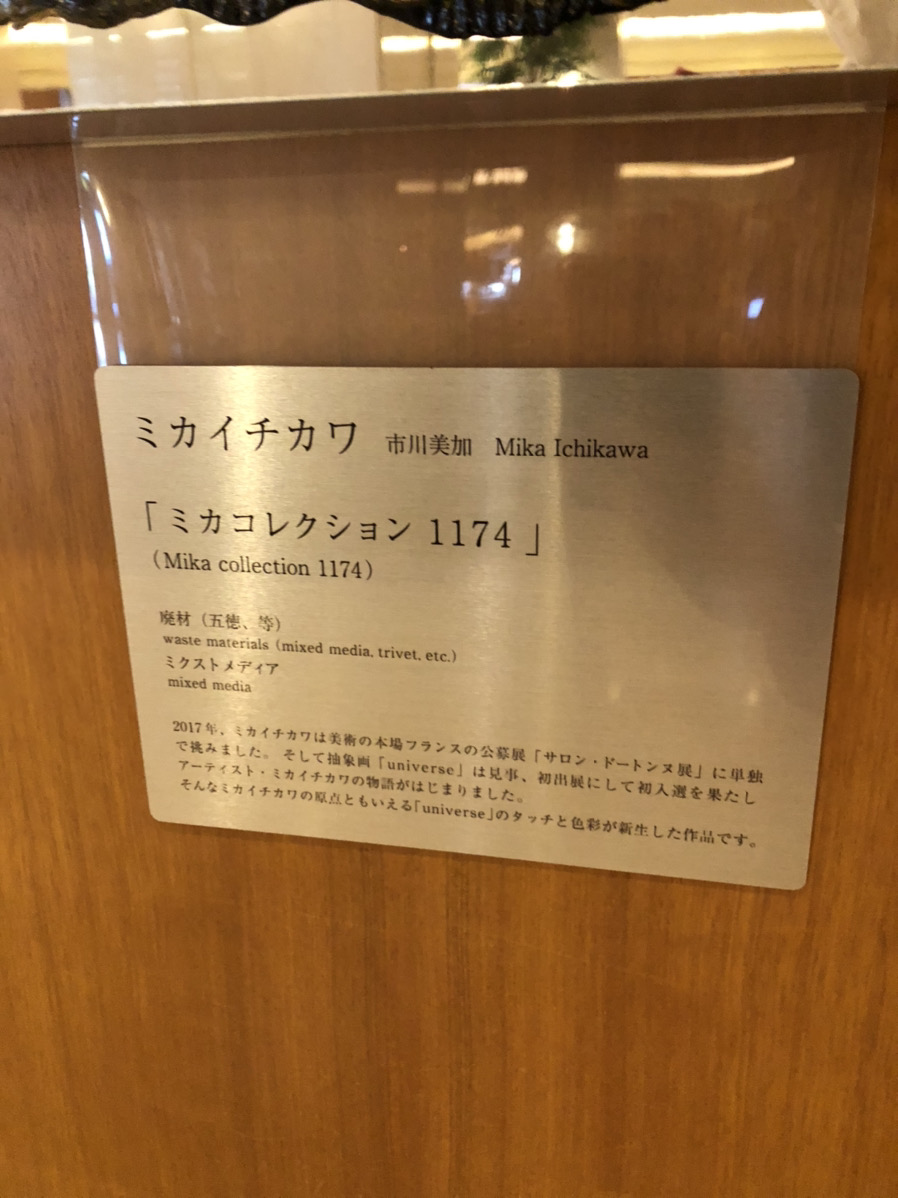 ミカイチカワ 市川美加 Mika Ichikawa
「ミカコレクション 1174 」
（Mika collection 1174）
廃材（五徳、等）
waste materials（mixed media, trivet, etc.）
ミクストメディア
mixed media
2017年、ミカイチカワは美術の本場フランスの公募展「サロン・ドートンヌ展」に単独
で挑みました。そして抽象画「universe」は見事、初出展にして初入選を果たし
アーティスト・ミカイチカワの物語がはじまりました。
そんなミカイチカワの原点ともいえる「universe」のタッチと色彩が新生した作品です。